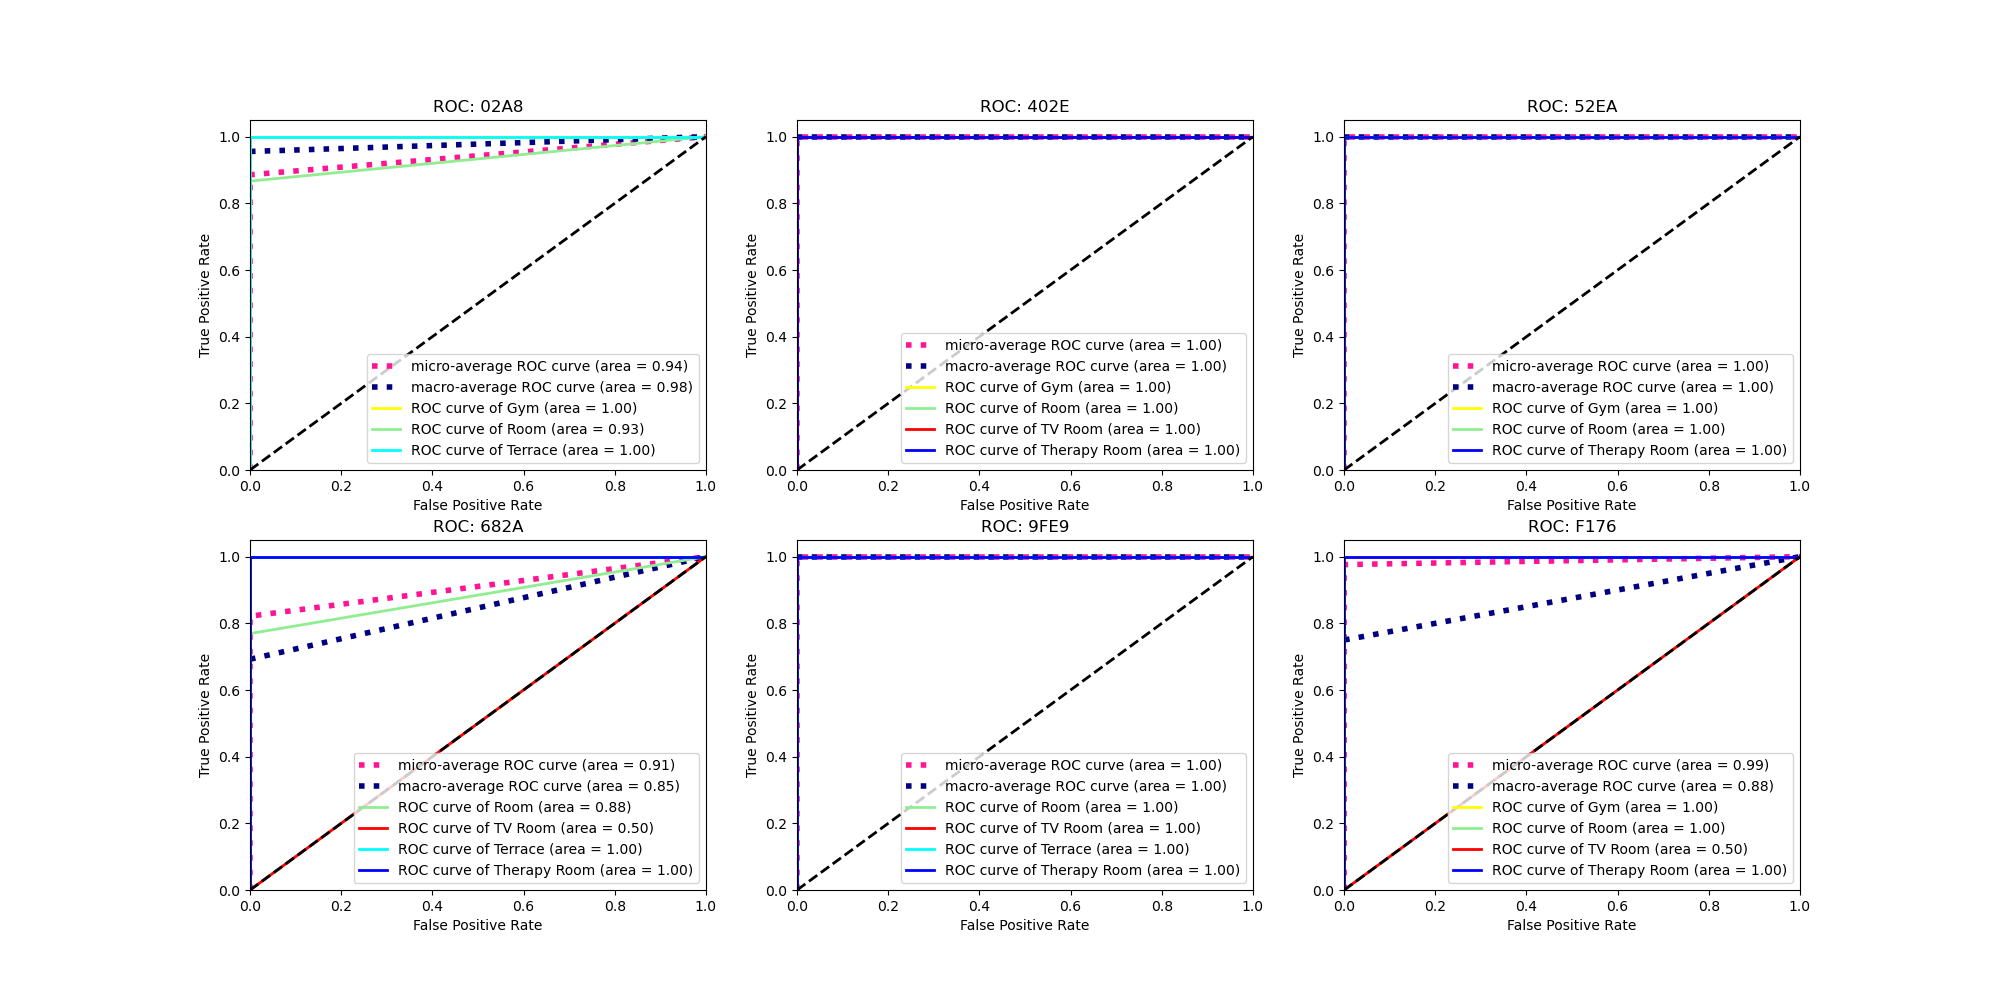 ROC: 02A8
True Positive Rate
1.0
0.8
0.6
0.4
0.2
0.0
micro-average ROC curve (area = 0.94)
macro-average ROC curve (area = 0.98)
ROC curve of Gym (area = 1.00)
ROC curve of Room (area = 0.93)
ROC curve of Terrace (area = 1.00)
0.0 0.2 0.4 0.6 0.8 1.0
False Positive Rate
ROC: 402E
True Positive Rate
1.0
0.8
0.6
0.4
0.2
0.0
micro-average ROC curve (area = 1.00)
macro-average ROC curve (area = 1.00)
ROC curve of Gym (area = 1.00)
ROC curve of Room (area = 1.00)
ROC curve of TV Room (area = 1.00)
ROC curve of Therapy Room (area = 1.00)
0.0 0.2 0.4 0.6 0.8 1.0
False Positive Rate
ROC: 52EA
True Positive Rate
1.0
0.8
0.6
0.4
0.2
0.0
micro-average ROC curve (area = 1.00)
macro-average ROC curve (area = 1.00)
ROC curve of Gym (area = 1.00)
ROC curve of Room (area = 1.00)
ROC curve of Therapy Room (area = 1.00)
0.0 0.2 0.4 0.6 0.8 1.0
False Positive Rate
ROC: 682A
True Positive Rate
1.0
0.8
0.6
0.4
0.2
0.0
micro-average ROC curve (area = 0.91)
macro-average ROC curve (area = 0.85)
ROC curve of Room (area = 0.88)
ROC curve of TV Room (area = 0.50)
ROC curve of Terrace (area = 1.00)
ROC curve of Therapy Room (area = 1.00)
0.0 0.2 0.4 0.6 0.8 1.0
False Positive Rate
ROC: 9FE9
True Positive Rate
1.0
0.8
0.6
0.4
0.2
0.0
micro-average ROC curve (area = 1.00)
macro-average ROC curve (area = 1.00)
ROC curve of Room (area = 1.00)
ROC curve of TV Room (area = 1.00)
ROC curve of Terrace (area = 1.00)
ROC curve of Therapy Room (area = 1.00)
0.0 0.2 0.4 0.6 0.8 1.0
False Positive Rate
ROC: F176
True Positive Rate
1.0
0.8
0.6
0.4
0.2
0.0
micro-average ROC curve (area = 0.99)
macro-average ROC curve (area = 0.88)
ROC curve of Gym (area = 1.00)
ROC curve of Room (area = 1.00)
ROC curve of TV Room (area = 0.50)
ROC curve of Therapy Room (area = 1.00)
0.0 0.2 0.4 0.6 0.8 1.0
False Positive Rate